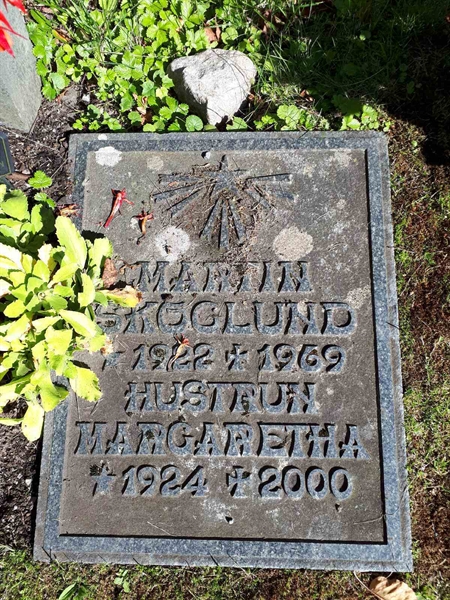 MARTIN
SKOGLUND
* 1922 † 1969
HUSTRUN
MARGARETHA
* 1924 † 2000